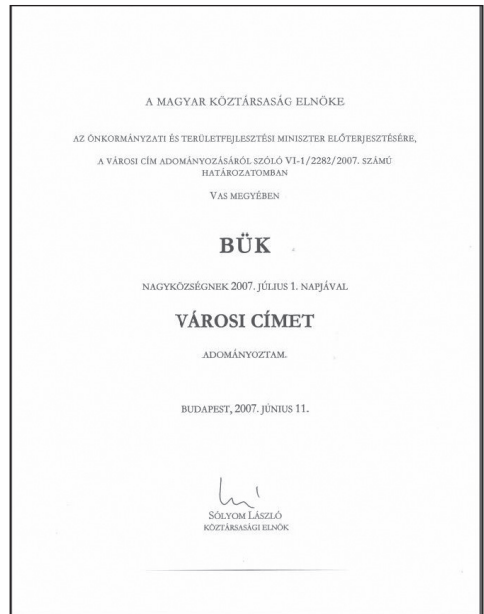 A MAGYAR KÖZTÁRSASÁG ELNÖKE
AZ ÖNKORMÁNYZATI ÉS TERÜLETFEJLESZTÉSI MINISZTER ELŐTERJESZTÉSÉRE,
A VÁROSI CÍM ADOMÁNYOZÁSÁRÓL SZÓLÓ VI-1/2282/2007. SZÁMÚ
HATÁROZATOMBAN
VAS MEGYÉBEN
BÜK
NAGYKÖZSÉGNEK 2007. JÚLIUS 1. NAPJÁVAL
VÁROSI CÍMET
ADOMÁNYOZTAM.
BUDAPEST, 2007. JÚNIUS 11.
SÓLYOM LÁSZLÓ
KÖZTÁRSASÁGI ELNÖK